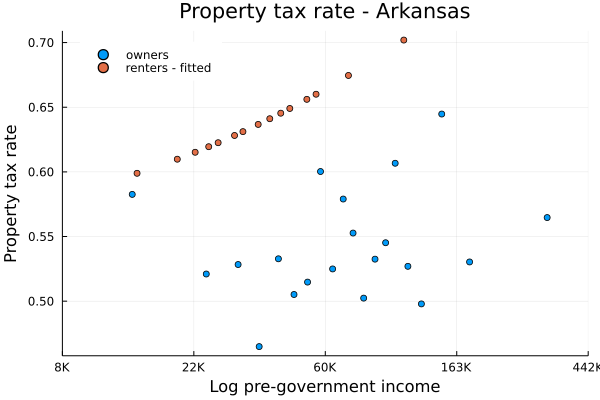 Property tax rate - Arkansas
owners
renters - fitted
Property tax rate
0.70
0.65
0.60
0.55
0.50
8K
22K
60K
163K
442K
Log pre-government income